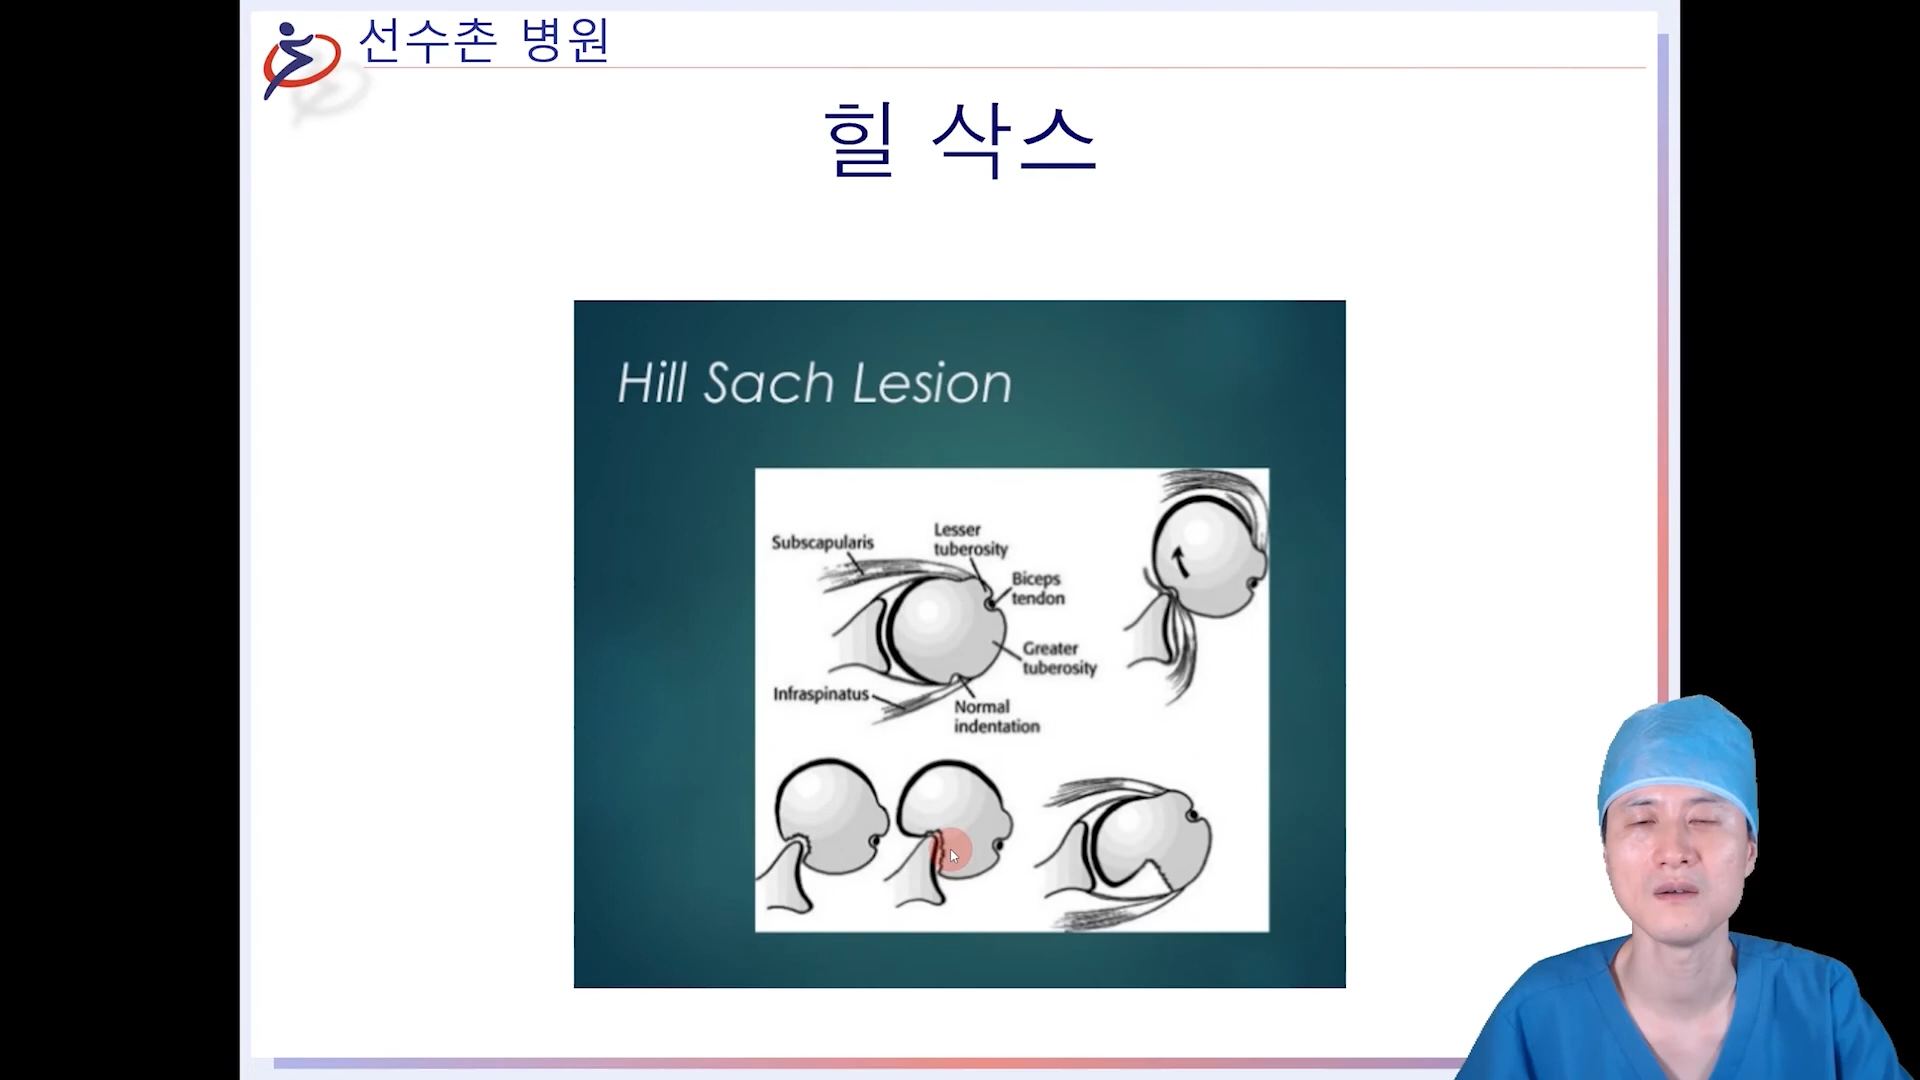 선수촌 병원
힐 삭스
Hill Sach Lesion
Subscapularis
Lesser
tuberosity
Biceps
tendon
Greater
tuberosity
Infraspinatus
Normal
indentation